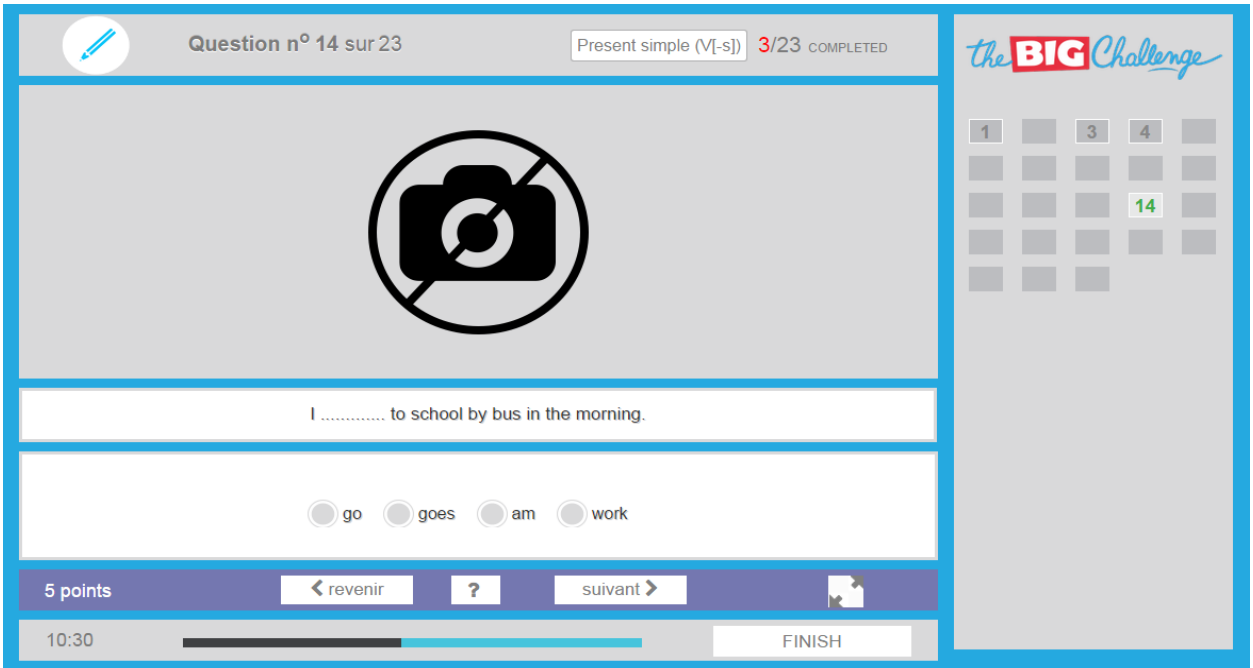 Question nº 14 sur 23
Present simple (V[-s])
3/23 COMPLETED
the BIG Challenge
1 3 4
14
I ............. to school by bus in the morning.
go goes am work
5 points
revenir
?
suivant
10:30
FINISH